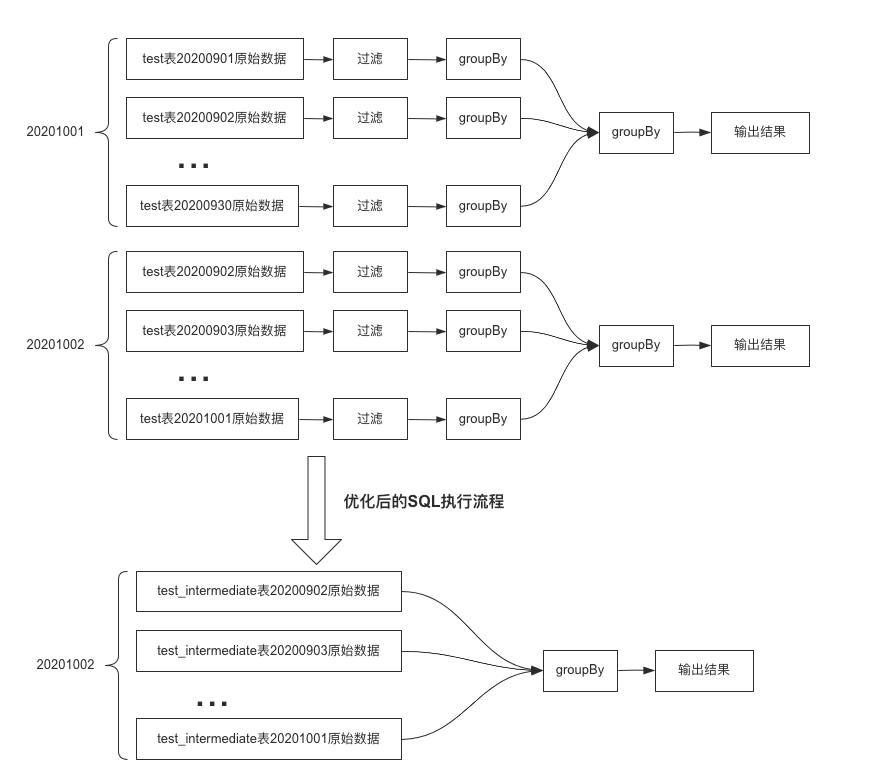 test表20200901原始数据
过滤
groupBy
test表20200902原始数据
过滤
groupBy
20201001
groupBy
输出结果
...
test表20200930原始数据
过滤
groupBy
test表20200902原始数据
过滤
groupBy
test表20200903原始数据
过滤
groupBy
20201002
groupBy
输出结果
...
test表20201001原始数据
过滤
groupBy
优化后的SQL执行流程
test_intermediate表20200902原始数据
test_intermediate表20200903原始数据
20201002
groupBy
输出结果
...
test_intermediate表20201001原始数据